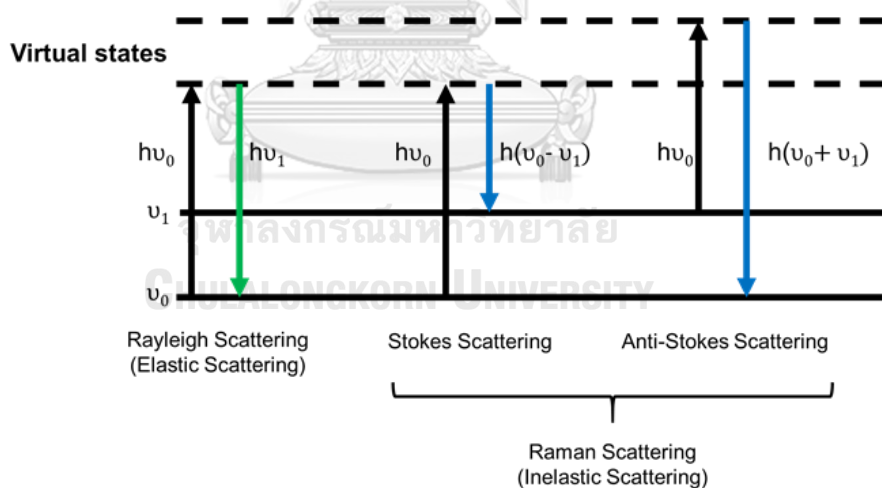 Virtual states
hυ₀
hυ₁
hυ₀
h(υ₀- υ₁)
hυ₀
h(υ₀+ υ₁)
υ₁
จุฬาลงกรณ์มหาวิทยาลัย
CHULALONGKORN UNIVERSITY
υ₀
Rayleigh Scattering
(Elastic Scattering)
Stokes Scattering
Anti-Stokes Scattering
Raman Scattering
(Inelastic Scattering)